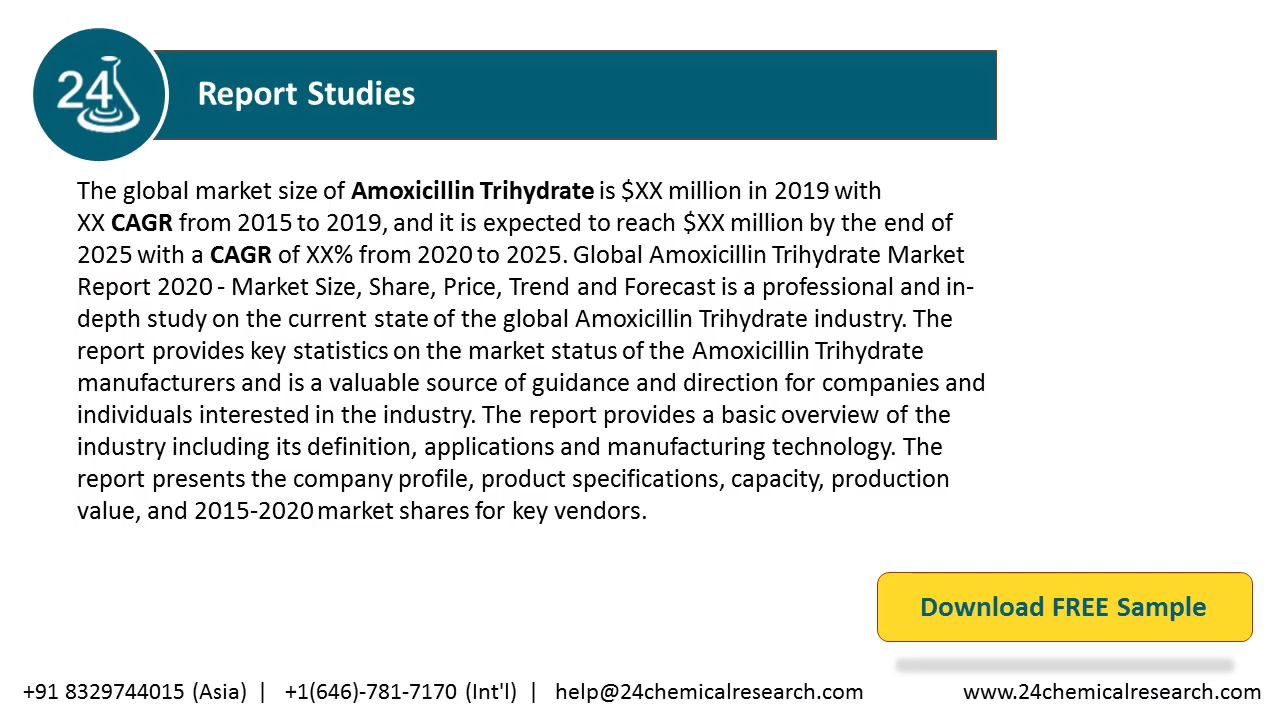 24
Report Studies
The global market size of Amoxicillin Trihydrate is $XX million in 2019 with
XX CAGR from 2015 to 2019, and it is expected to reach $XX million by the end of
2025 with a CAGR of XX% from 2020 to 2025. Global Amoxicillin Trihydrate Market
Report 2020 - Market Size, Share, Price, Trend and Forecast is a professional and in-
depth study on the current state of the global Amoxicillin Trihydrate industry. The
report provides key statistics on the market status of the Amoxicillin Trihydrate
manufacturers and is a valuable source of guidance and direction for companies and
individuals interested in the industry. The report provides a basic overview of the
industry including its definition, applications and manufacturing technology. The
report presents the company profile, product specifications, capacity, production
value, and 2015-2020 market shares for key vendors.
Download FREE Sample
+91 8329744015 (Asia) | +1(646)-781-7170 (Int'l) | help@24chemicalresearch.com www.24chemicalresearch.com